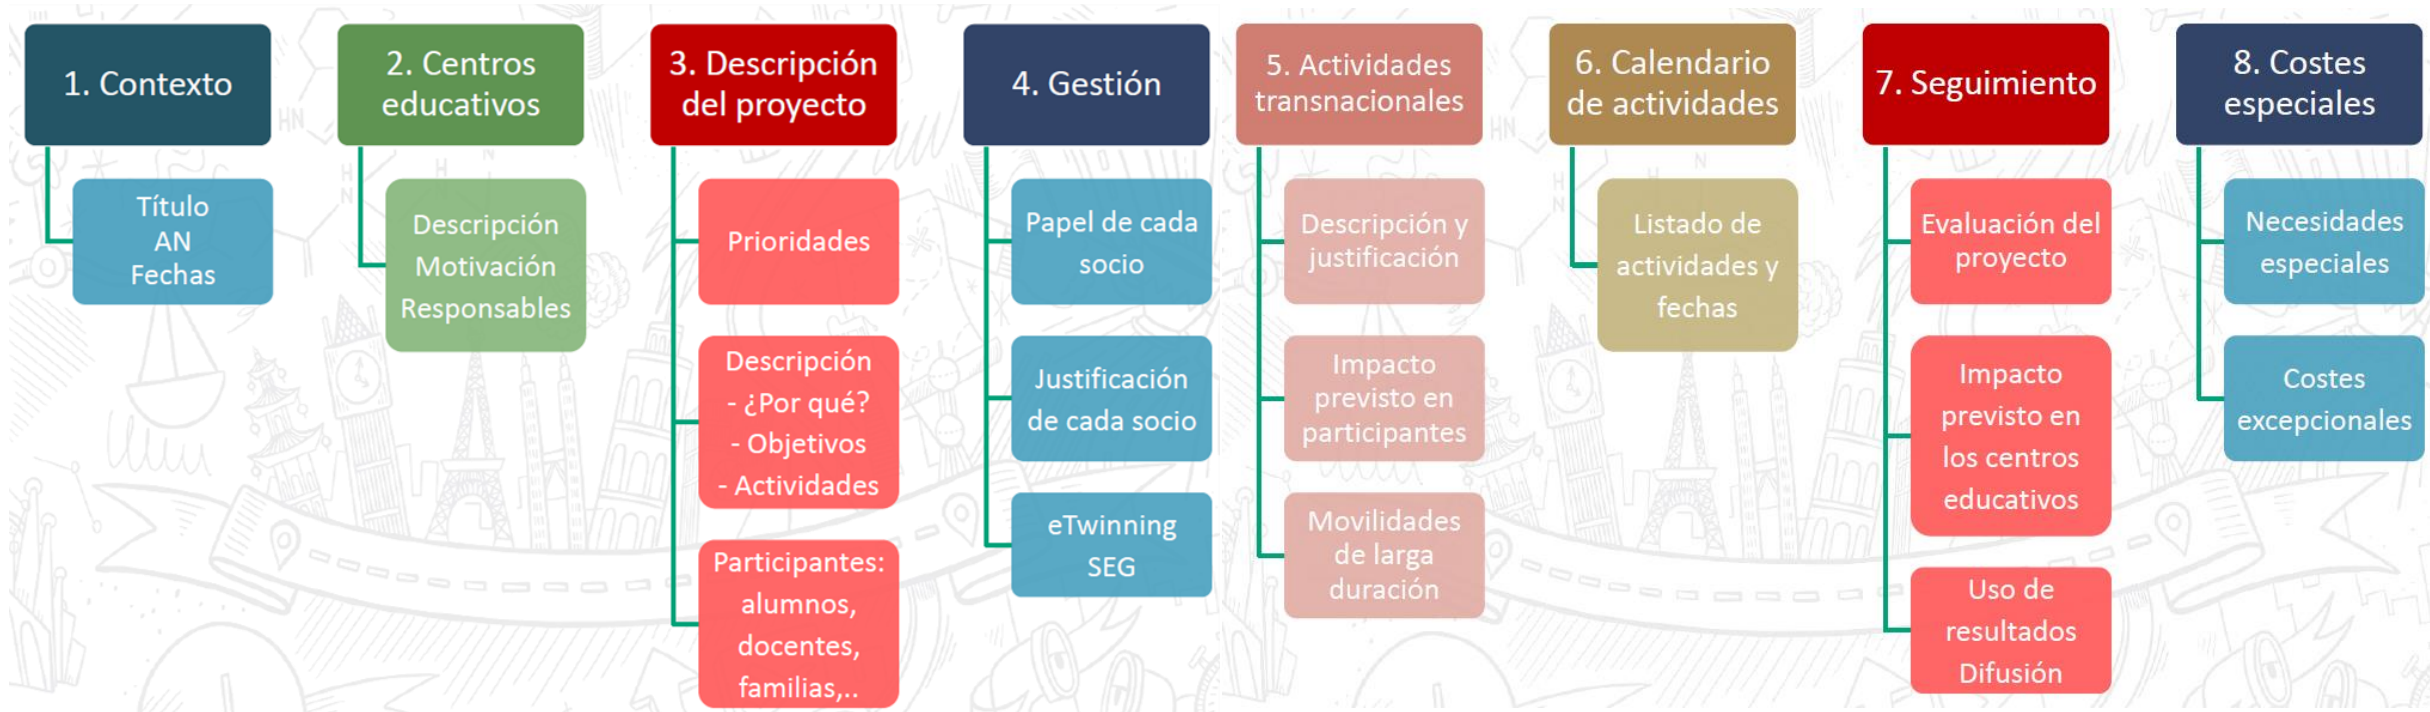 1. Contexto
Título
AN
Fechas
2. Centros
educativos
Descripción
Motivación
Responsables
3. Descripción
del proyecto
Prioridades
Descripción
- ¿Por qué?
- Objetivos
- Actividades
Participantes:
alumnos,
docentes,
familias,..
4. Gestión
Papel de cada
socio
Justificación
de cada socio
eTwinning
SEG
5. Actividades
transnacionales
Descripción y
justificación
Impacto
previsto en
participantes
Movilidades
de larga
duración
6. Calendario
de actividades
Listado de
actividades y
fechas
7. Seguimiento
Evaluación del
proyecto
Impacto
previsto en
los centros
educativos
Uso de
resultados
Difusión
8. Costes
especiales
Necesidades
especiales
Costes
excepcionales
HN
N
H
N
HN
HN
N
H
N